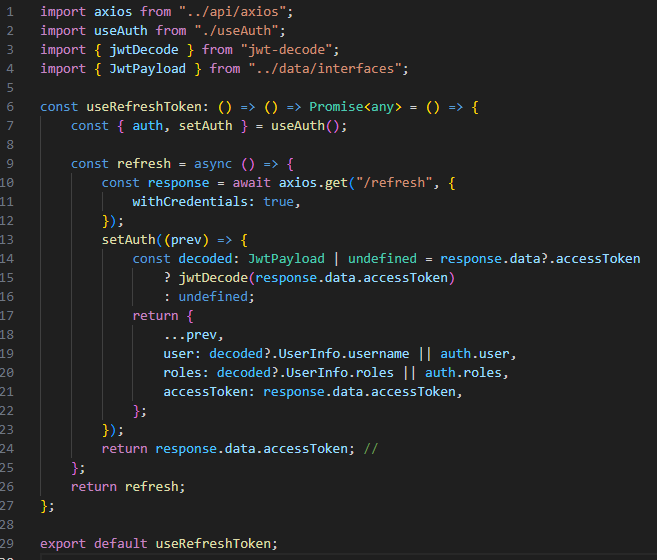 1 import axios from "../api/axios";
2 import useAuth from "./useAuth";
3 import { jwtDecode } from "jwt-decode";
4 import { JwtPayload } from "../data/interfaces";
5
6 const useRefreshToken: () => () => Promise<any> = () => {
7     const { auth, setAuth } = useAuth();
8
9     const refresh = async () => {
10         const response = await axios.get("/refresh", {
11             withCredentials: true,
12         });
13         setAuth((prev) => {
14             const decoded: JwtPayload | undefined = response.data?.accessToken
15                 ? jwtDecode(response.data.accessToken)
16                 : undefined;
17             return {
18                 ...prev,
19                 user: decoded?.UserInfo.username || auth.user,
20                 roles: decoded?.UserInfo.roles || auth.roles,
21                 accessToken: response.data.accessToken,
22             };
23         });
24         return response.data.accessToken; //
25     };
26     return refresh;
27 };
28
29 export default useRefreshToken;